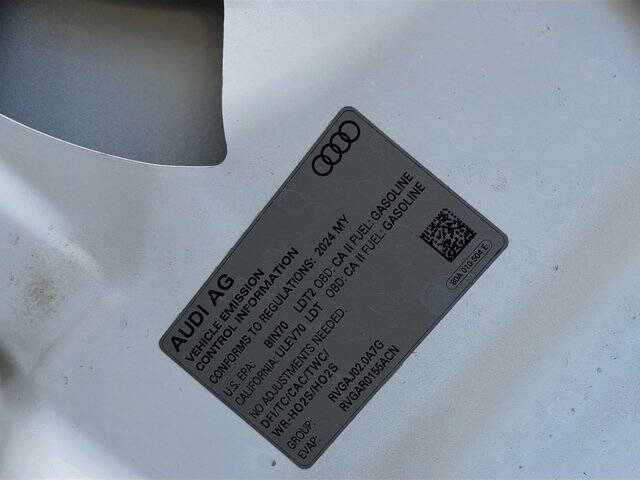 AUDI AG
VEHICLE EMISSION
CONTROL INFORMATION
CONFORMS TO REGULATIONS: 2024 MY
U.S. EPA: BIN70 LDT2 OBD: CA II FUEL: GASOLINE
CALIFORNIA: ULEV70 LDT OBD: CA II FUEL: GASOLINE
NO ADJUSTMENTS NEEDED.
DFI/TC/CAC/TWC/
WR-HO2S/HO2S
GROUP: RVGAJ02.0A7G
EVAP: RVGAR0155ACN
80A 010 504 E